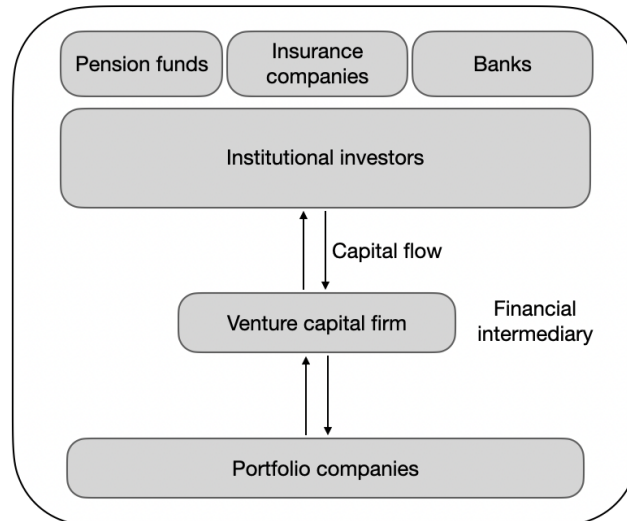 Pension funds
Insurance
companies
Banks
Institutional investors
Capital flow
Venture capital firm
Financial
intermediary
Portfolio companies